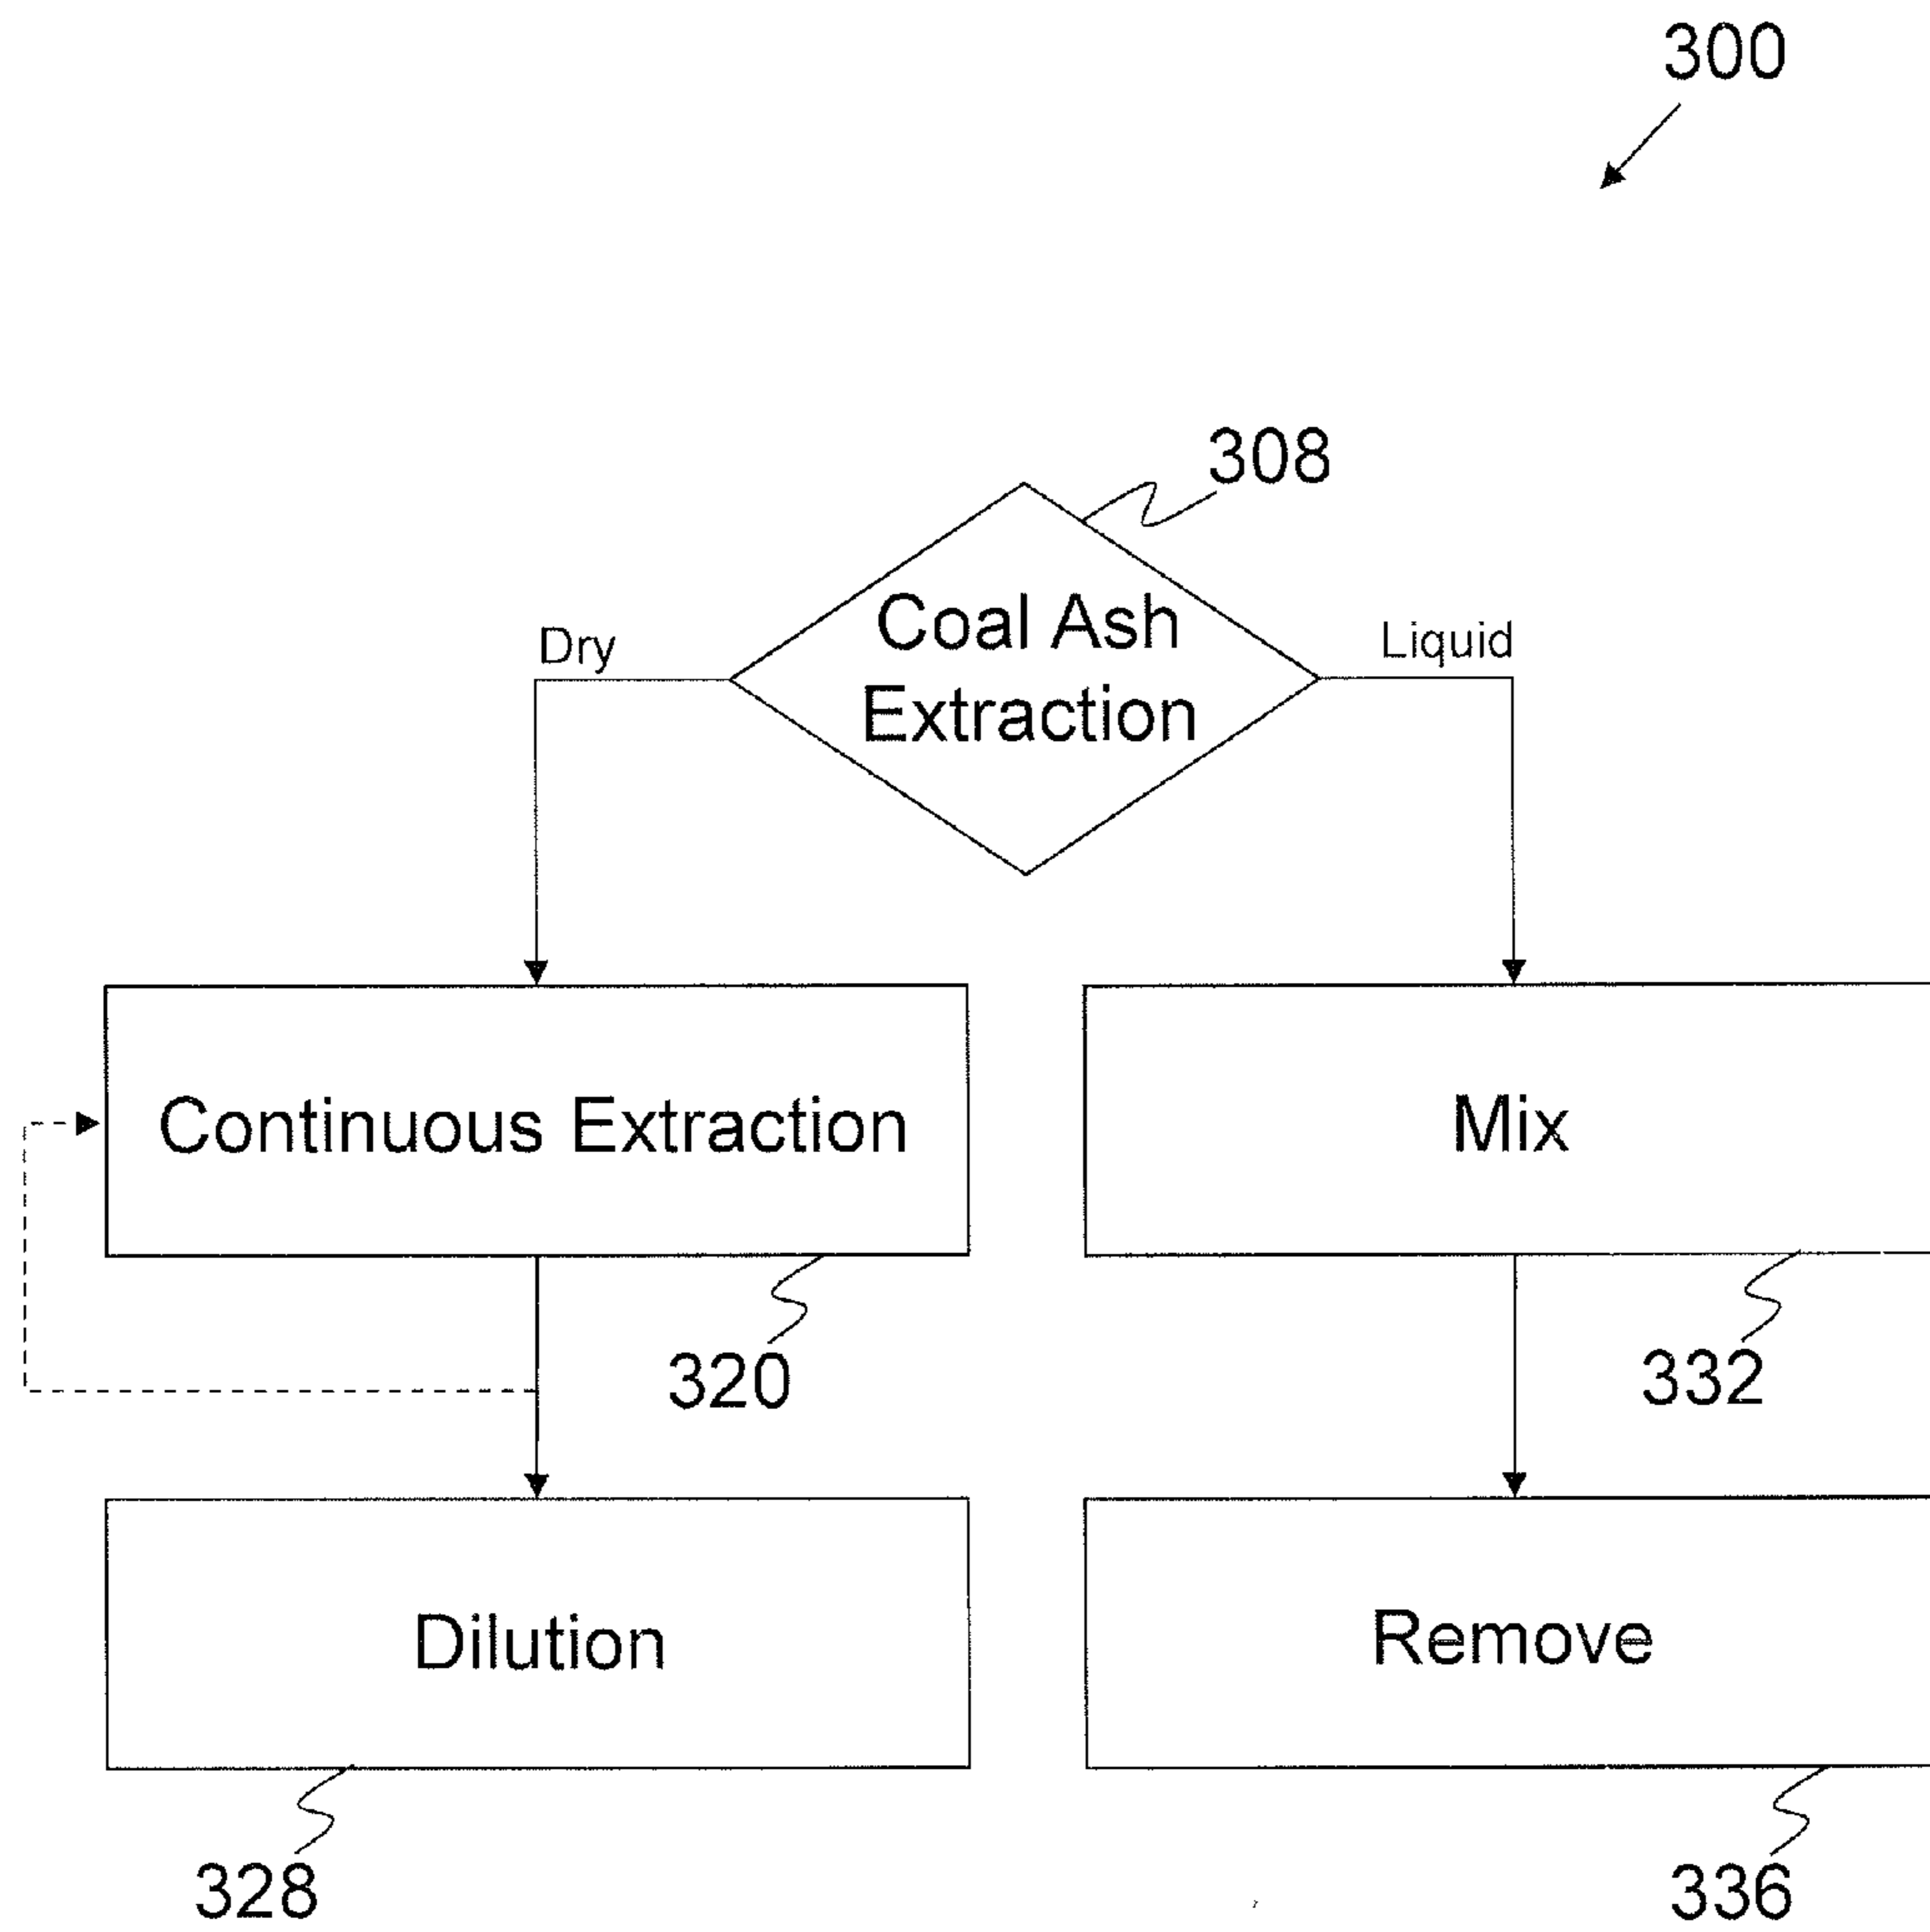 300
308
Coal Ash
Extraction
Dry
Liquid
Continuous Extraction
Mix
320
332
Dilution
Remove
328
336